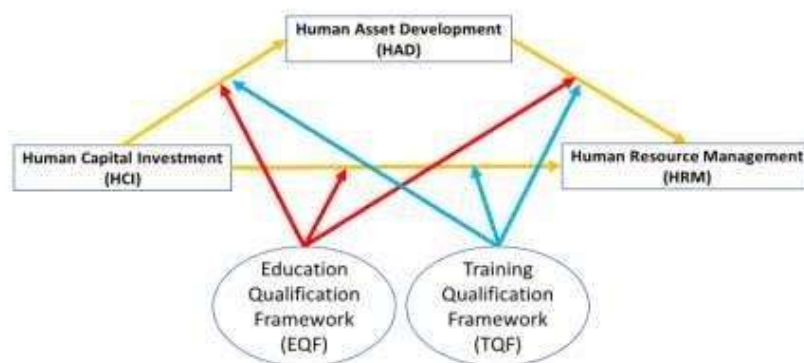 Human Asset Development
(HAD)
Human Capital Investment
(HCI)
Human Resource Management
(HRM)
Education
Qualification
Framework
(EQF)
Training
Qualification
Framework
(TQF)